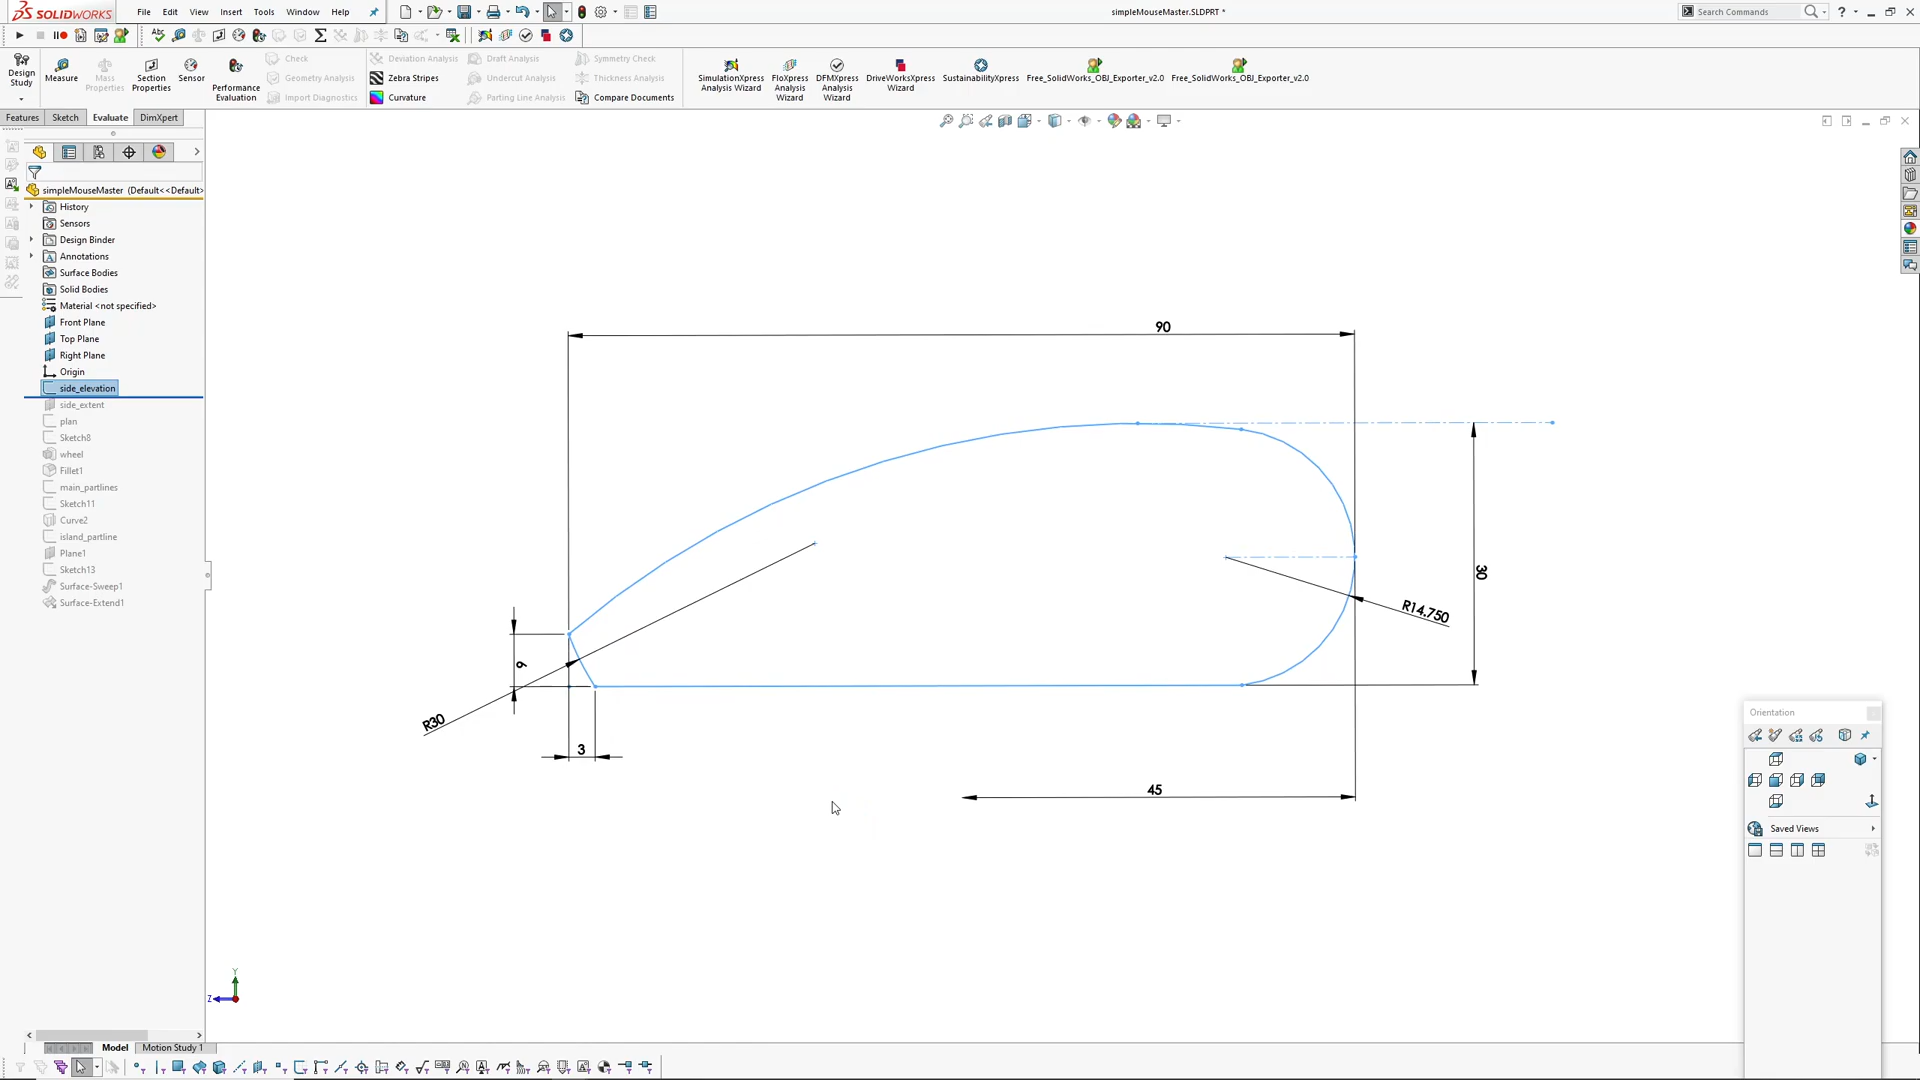 SOLIDWORKS File Edit View Insert Tools Window Help simpleMouseMaster.SLDPRT * Search Commands
Design Study
Measure
Mass Properties
Section Properties
Sensor
Performance Evaluation
Check
Geometry Analysis
Import Diagnostics
Deviation Analysis
Zebra Stripes
Curvature
Draft Analysis
Undercut Analysis
Parting Line Analysis
Symmetry Check
Thickness Analysis
Compare Documents
SimulationXpress Analysis Wizard
FloXpress Analysis Wizard
DFMXpress Analysis Wizard
DriveWorksXpress Wizard
SustainabilityXpress
Free_SolidWorks_OBJ_Exporter_v2.0
Free_SolidWorks_OBJ_Exporter_v2.0
Features Sketch Evaluate DimXpert
simpleMouseMaster (Default<<Default>
History
Sensors
Design Binder
Annotations
Surface Bodies
Solid Bodies
Material <not specified>
Front Plane
Top Plane
Right Plane
Origin
side_elevation
side_extent
plan
Sketch8
wheel
Fillet1
main_partlines
Sketch11
Curve2
island_partline
Plane1
Sketch13
Surface-Sweep1
Surface-Extend1
90
30
R14.750
6
R30
3
45
Orientation
Saved Views
Y
Z
Model Motion Study 1